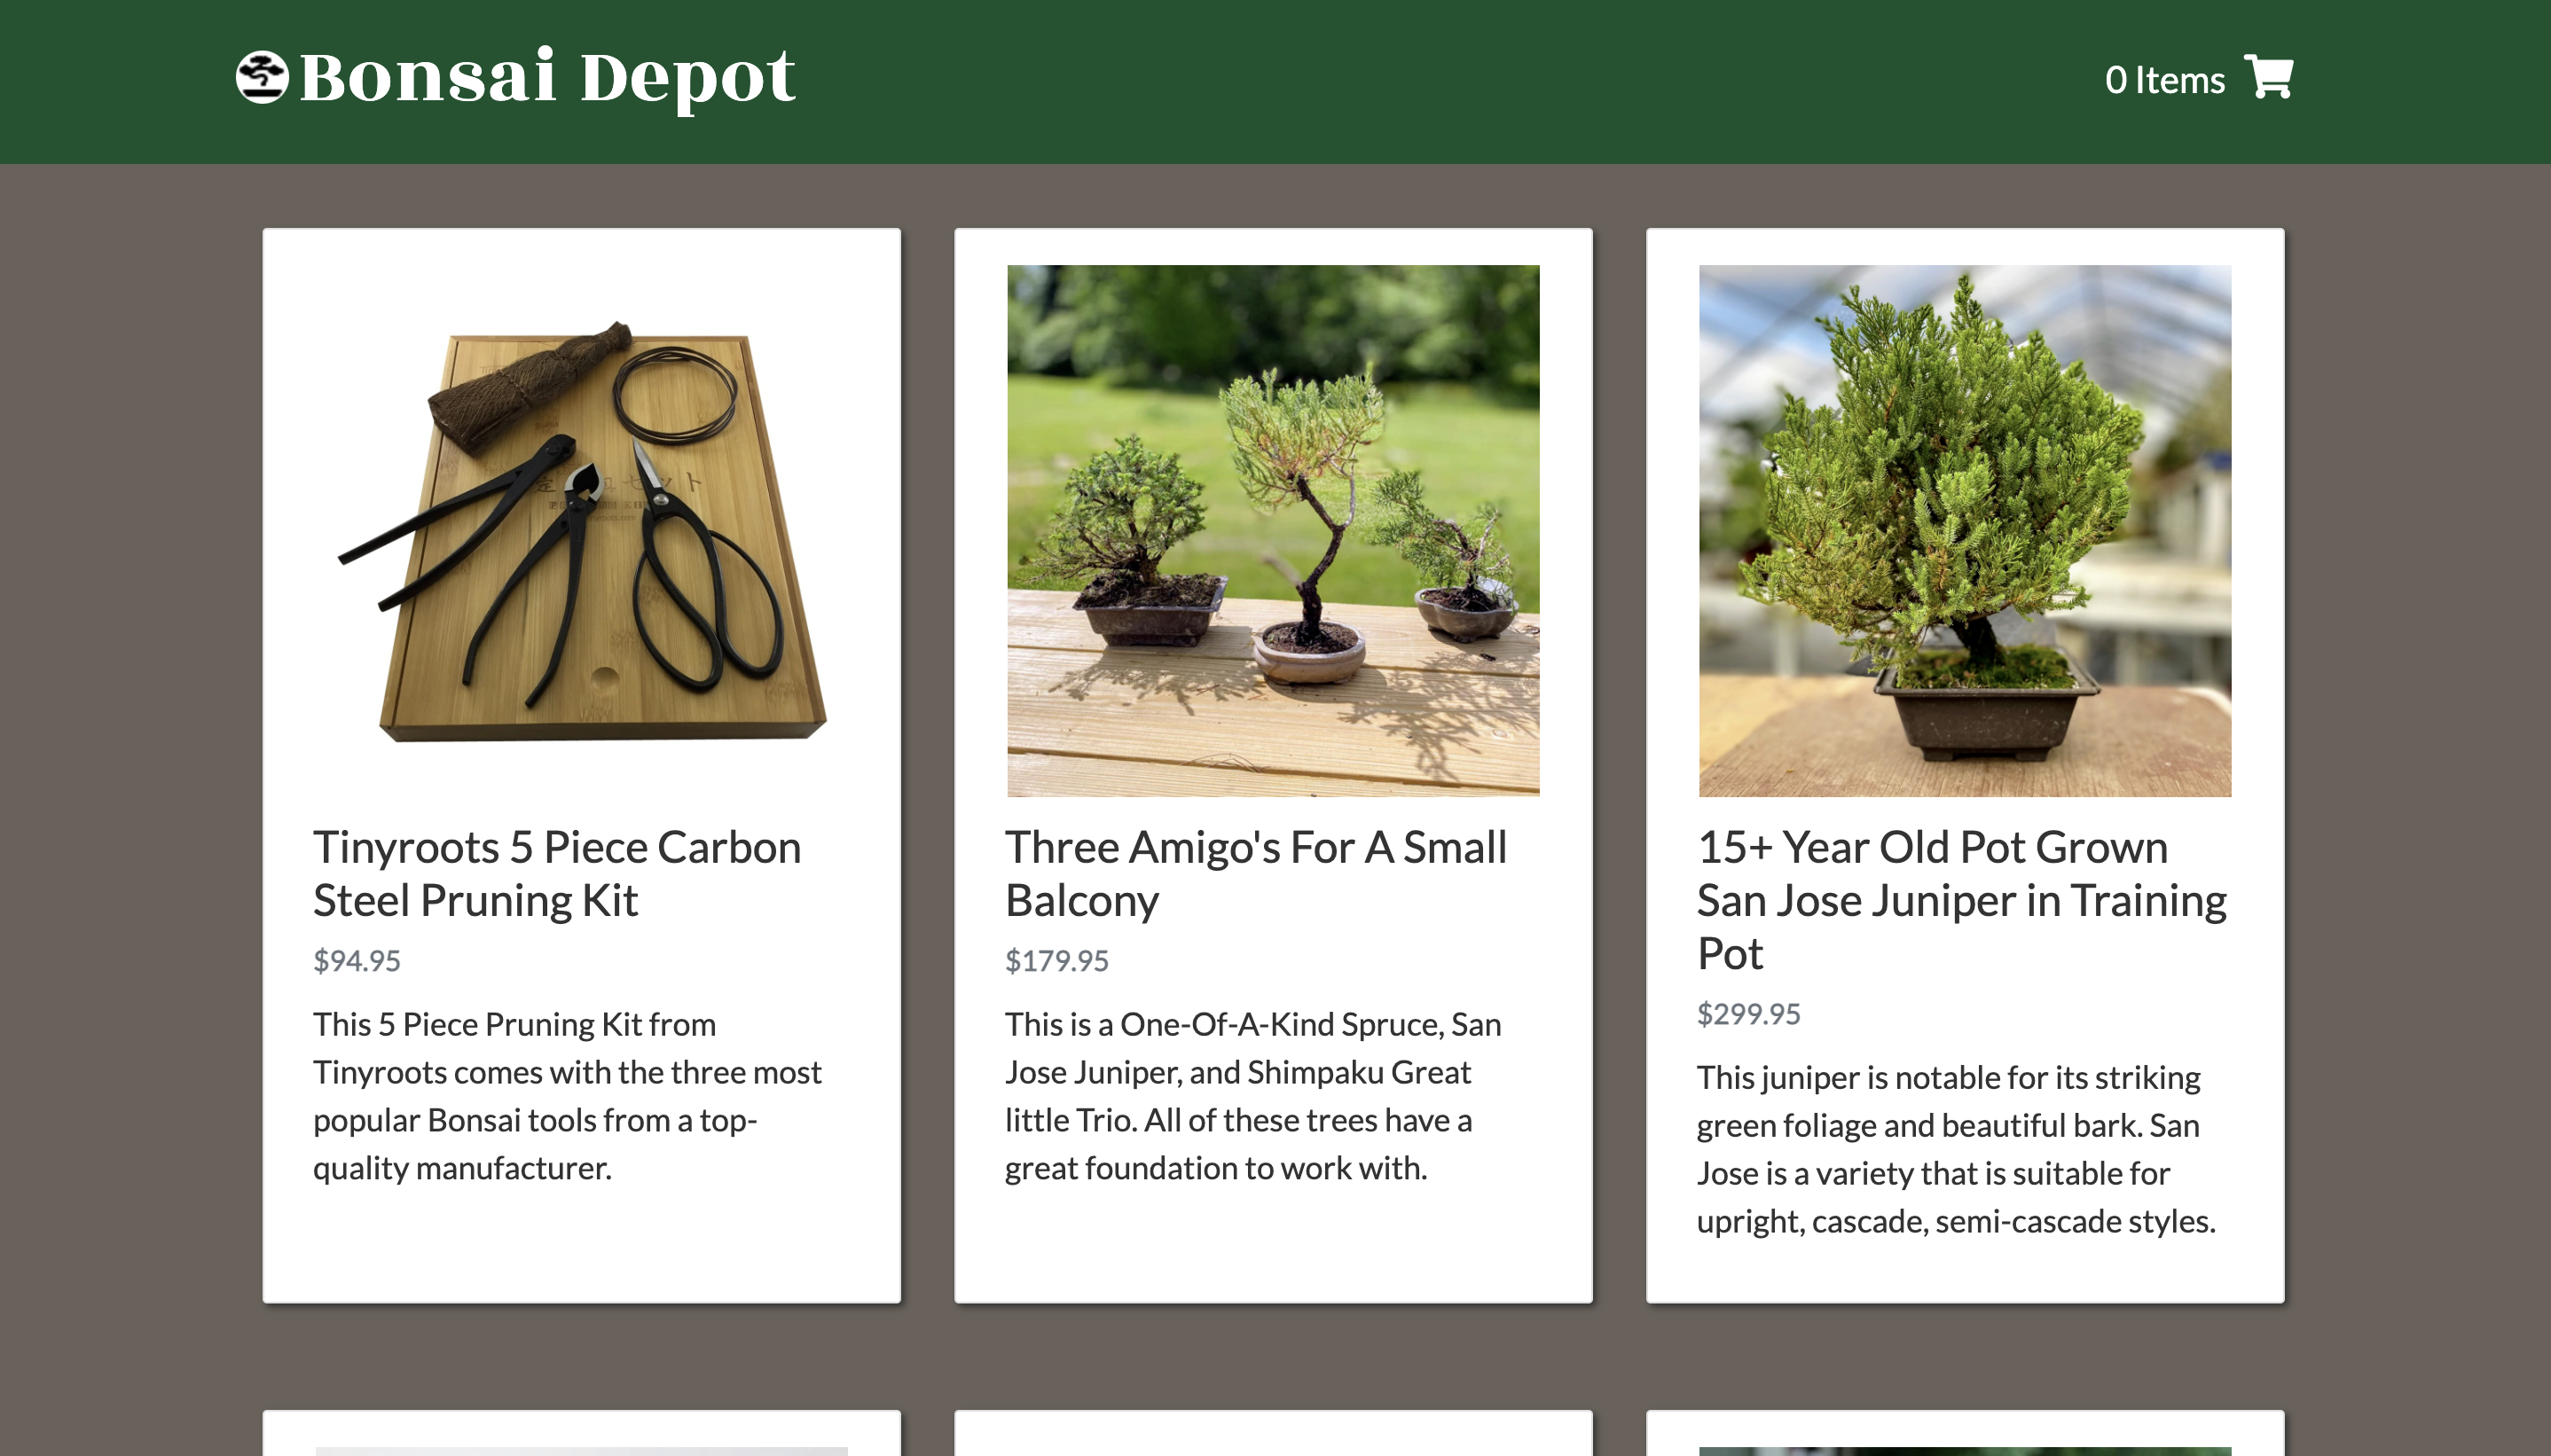 Bonsai Depot
0 Items
Tinyroots 5 Piece Carbon
Steel Pruning Kit
$94.95
This 5 Piece Pruning Kit from
Tinyroots comes with the three most
popular Bonsai tools from a top-
quality manufacturer.
Three Amigo's For A Small
Balcony
$179.95
This is a One-Of-A-Kind Spruce, San
Jose Juniper, and Shimpaku Great
little Trio. All of these trees have a
great foundation to work with.
15+ Year Old Pot Grown
San Jose Juniper in Training
Pot
$299.95
This juniper is notable for its striking
green foliage and beautiful bark. San
Jose is a variety that is suitable for
upright, cascade, semi-cascade styles.